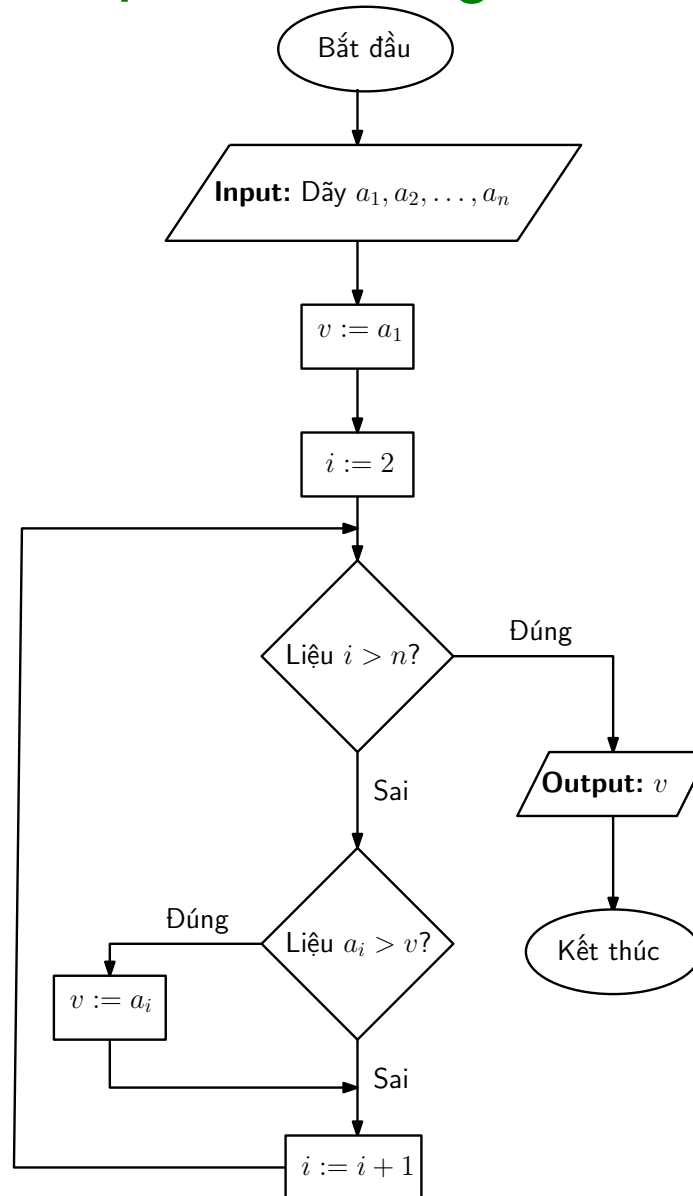 Bắt đầu
Input: Dãy a₁, a₂, . . . , aₙ
v := a₁
i := 2
Liệu i > n?
Đúng
Sai
Output: v
Kết thúc
Liệu aᵢ > v?
Đúng
v := aᵢ
Sai
i := i + 1